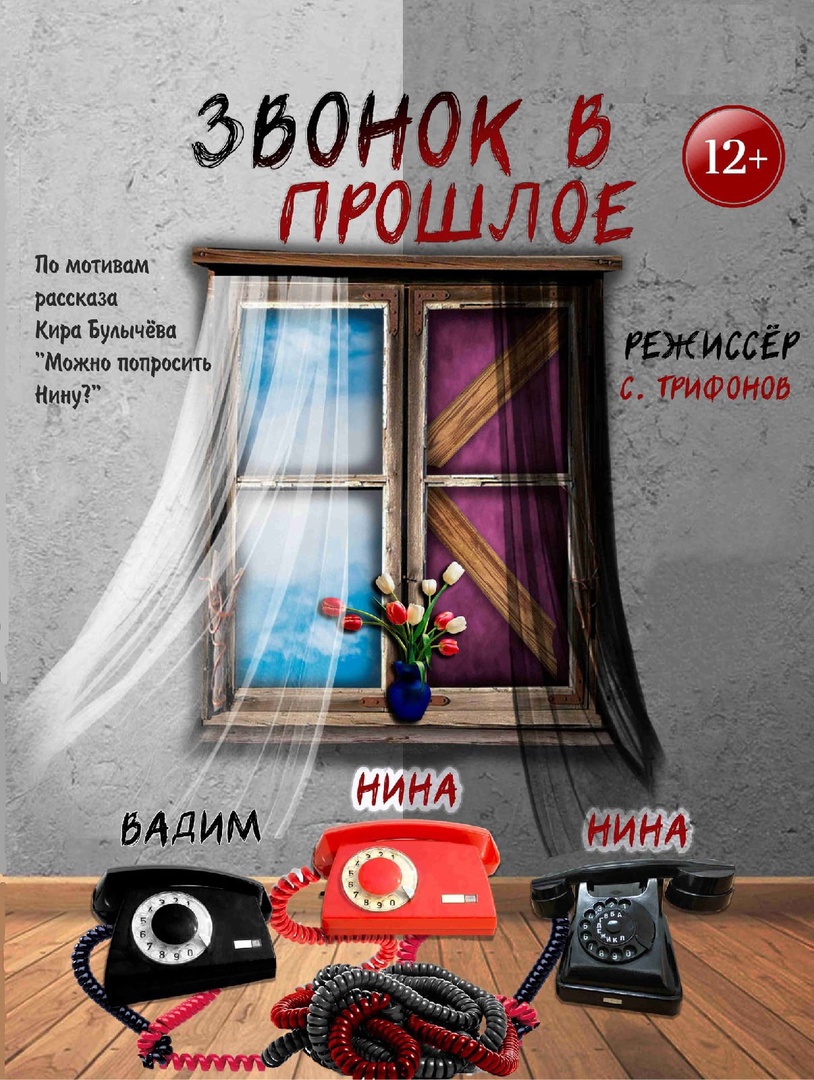 ЗВОНОК В
ПРОШЛОЕ
12+
По мотивам
рассказа
Кира Булычёва
"Можно попросить
Нину?"
РЕЖИССЁР
С. ТРИФОНОВ
НИНА
ВАДИМ
НИНА